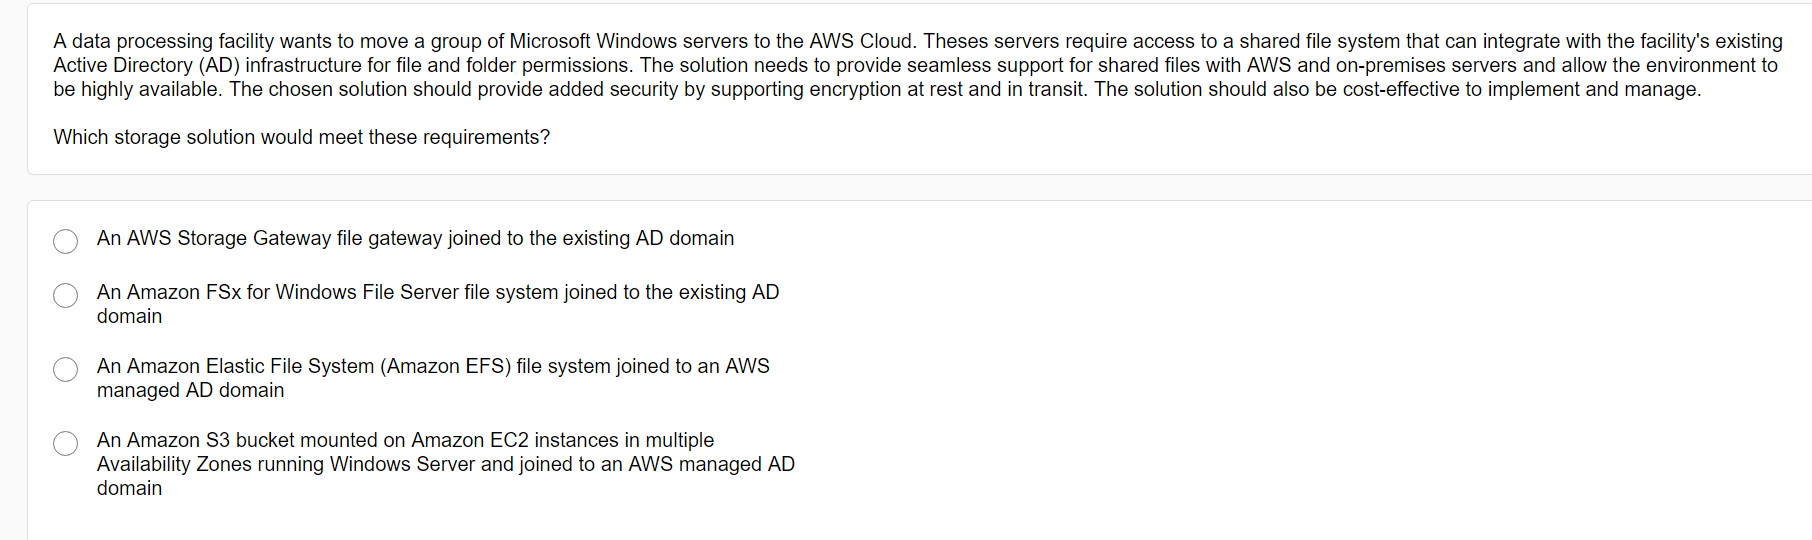 A data processing facility wants to move a group of Microsoft Windows servers to the AWS Cloud. Theses servers require access to a shared file system that can integrate with the facility's existing
Active Directory (AD) infrastructure for file and folder permissions. The solution needs to provide seamless support for shared files with AWS and on-premises servers and allow the environment to
be highly available. The chosen solution should provide added security by supporting encryption at rest and in transit. The solution should also be cost-effective to implement and manage.
Which storage solution would meet these requirements?
An AWS Storage Gateway file gateway joined to the existing AD domain
An Amazon FSx for Windows File Server file system joined to the existing AD
domain
An Amazon Elastic File System (Amazon EFS) file system joined to an AWS
managed AD domain
An Amazon S3 bucket mounted on Amazon EC2 instances in multiple
Availability Zones running Windows Server and joined to an AWS managed AD
domain